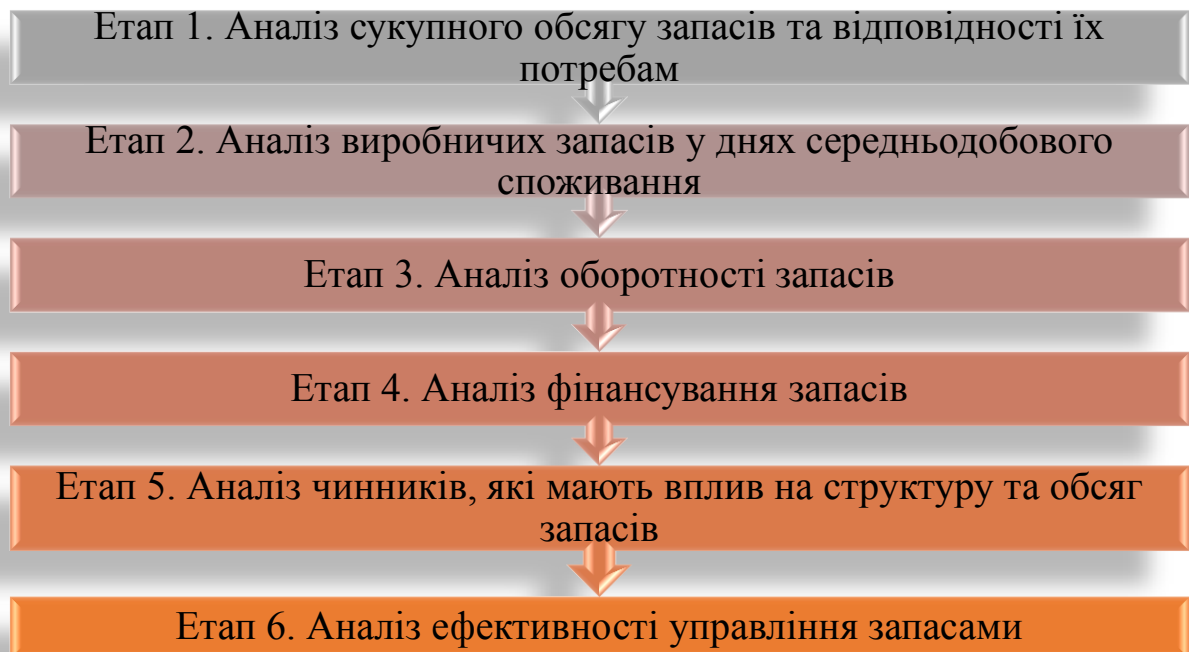 Етап 1. Аналіз сукупного обсягу запасів та відповідності їх
потребам
Етап 2. Аналіз виробничих запасів у днях середньодобового
споживання
Етап 3. Аналіз оборотності запасів
Етап 4. Аналіз фінансування запасів
Етап 5. Аналіз чинників, які мають вплив на структуру та обсяг
запасів
Етап 6. Аналіз ефективності управління запасами